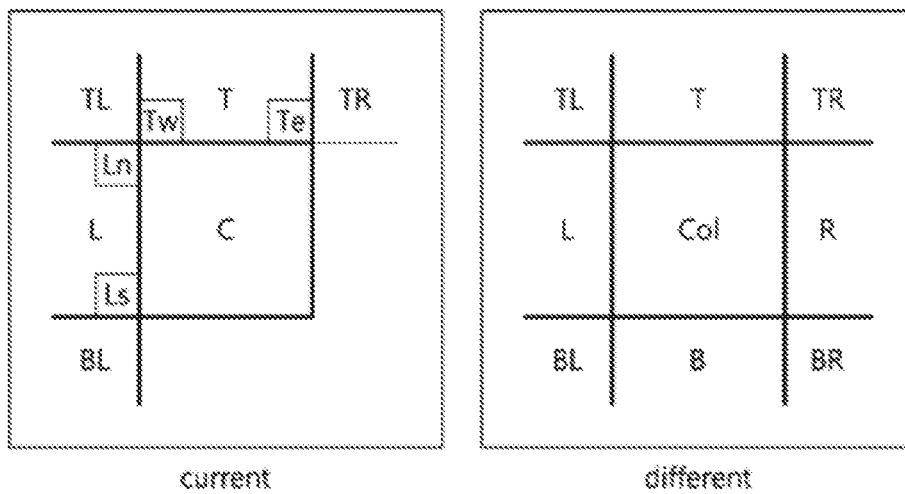 TL T TR TL T TR
Tw Te
Ln
L C L Col R
Ls
BL BL B BR
current different